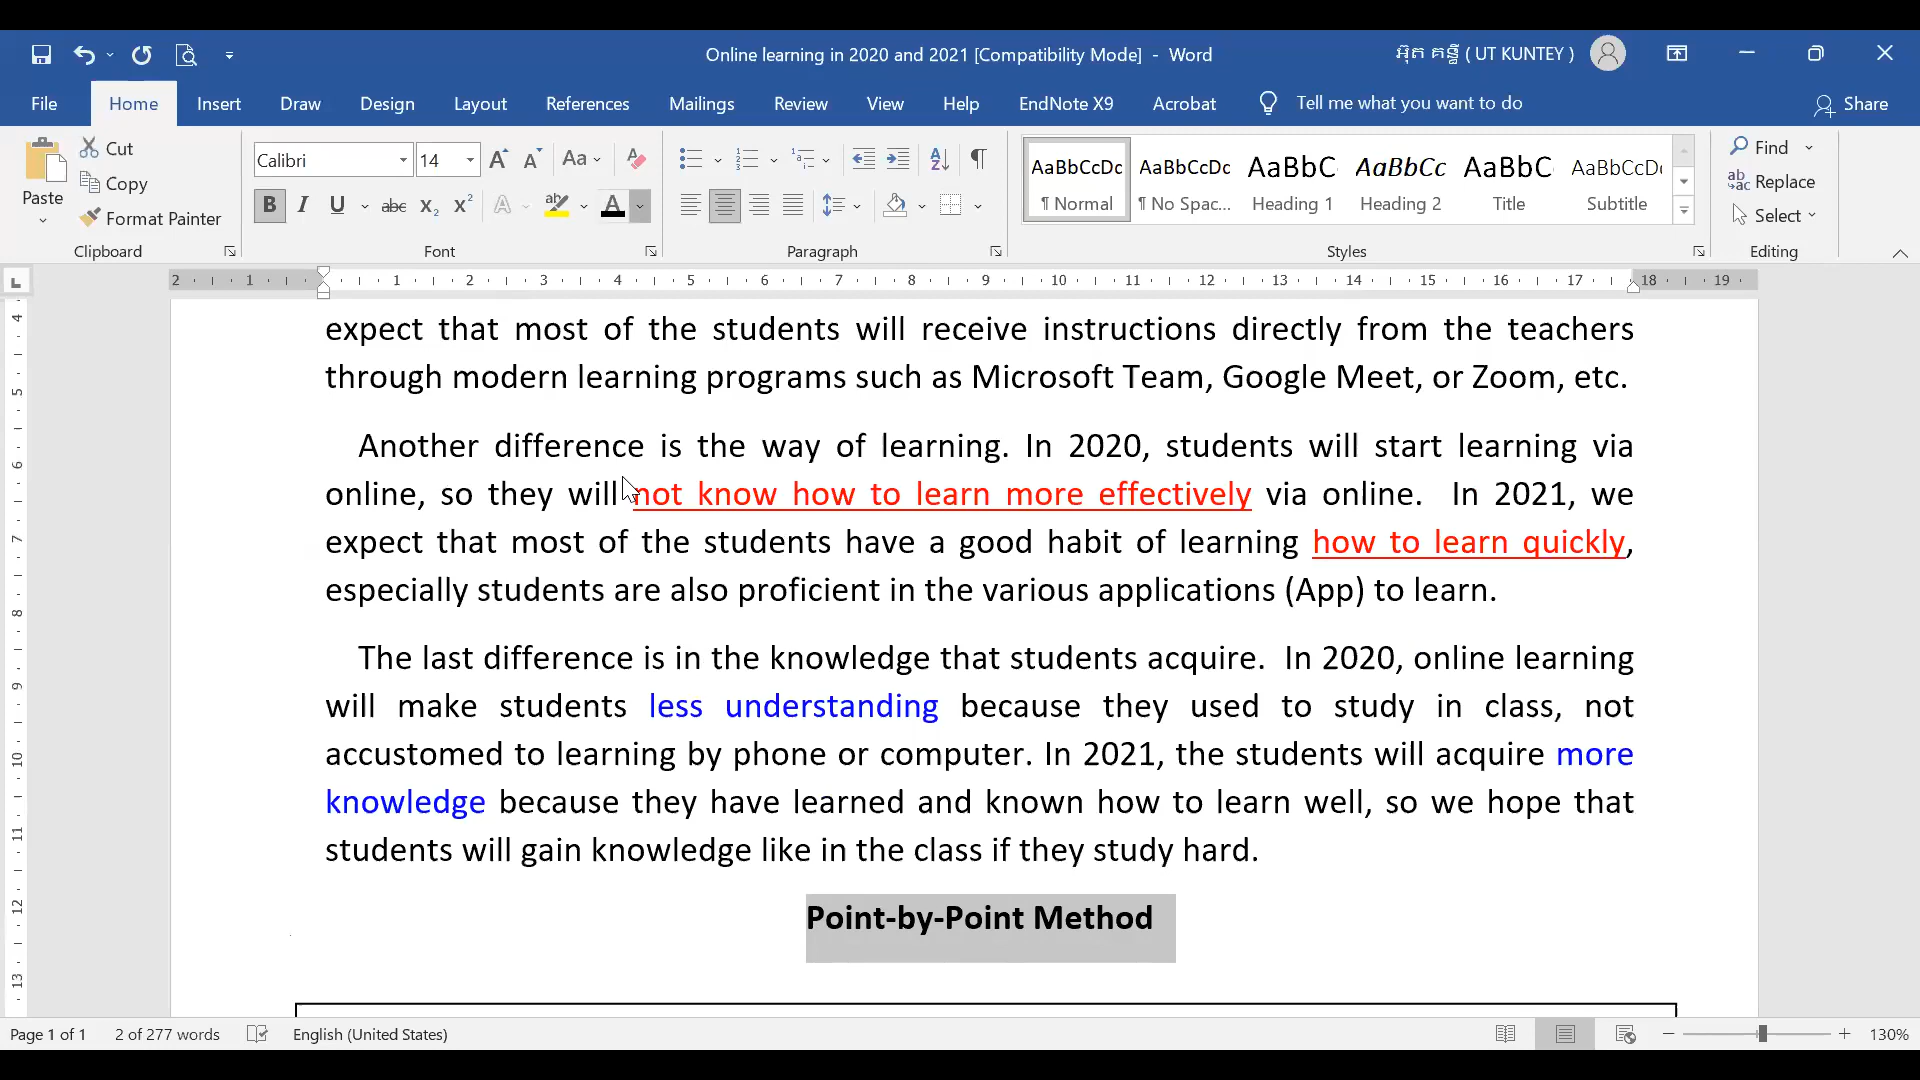 Online learning in 2020 and 2021 [Compatibility Mode] - Word
អ៊ុត គន្ធី ( UT KUNTEY )
File Home Insert Draw Design Layout References Mailings Review View Help EndNote X9 Acrobat Tell me what you want to do Share
Paste
Cut
Copy
Format Painter
Clipboard
Calibri 14
Font
Paragraph
AaBbCcDc AaBbCcDc AaBbC AaBbCc AaBbC AaBbCcD
¶ Normal ¶ No Spac... Heading 1 Heading 2 Title Subtitle
Styles
Find
Replace
Select
Editing
2 1 1 2 3 4 5 6 7 8 9 10 11 12 13 14 15 16 17 18 19
4
5
6
7
8
9
10
11
12
13
expect that most of the students will receive instructions directly from the teachers
through modern learning programs such as Microsoft Team, Google Meet, or Zoom, etc.
Another difference is the way of learning. In 2020, students will start learning via
online, so they will not know how to learn more effectively via online. In 2021, we
expect that most of the students have a good habit of learning how to learn quickly,
especially students are also proficient in the various applications (App) to learn.
The last difference is in the knowledge that students acquire. In 2020, online learning
will make students less understanding because they used to study in class, not
accustomed to learning by phone or computer. In 2021, the students will acquire more
knowledge because they have learned and known how to learn well, so we hope that
students will gain knowledge like in the class if they study hard.
Point-by-Point Method
Page 1 of 1 2 of 277 words English (United States) 130%